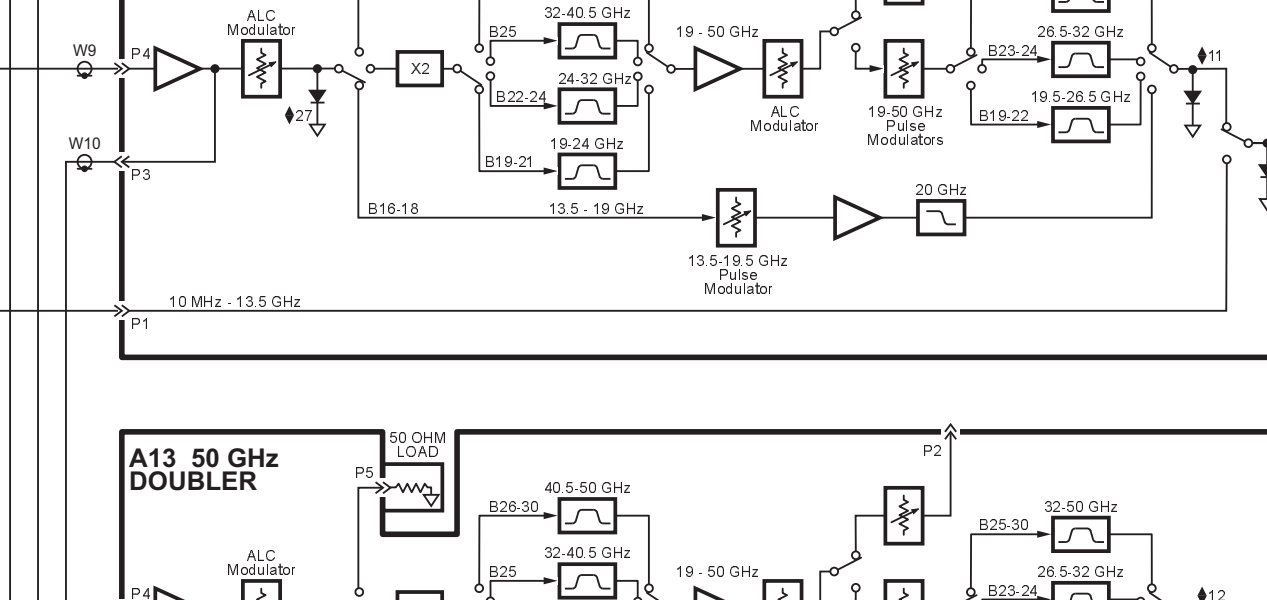 ALC
Modulator
32-40.5 GHz
W9
P4
B25
19 - 50 GHz
26.5-32 GHz
B23-24
11
X2
24-32 GHz
B22-24
27
ALC
Modulator
19-50 GHz
Pulse
Modulators
19.5-26.5 GHz
B19-22
W10
P3
19-24 GHz
B19-21
B16-18
13.5 - 19 GHz
20 GHz
13.5-19.5 GHz
Pulse
Modulator
10 MHz - 13.5 GHz
P1
A13 50 GHz
DOUBLER
50 OHM
LOAD
P5
P2
40.5-50 GHz
B26-30
32-50 GHz
B25-30
ALC
Modulator
32-40.5 GHz
B25
19 - 50 GHz
26.5-32 GHz
B23-24
P4
12